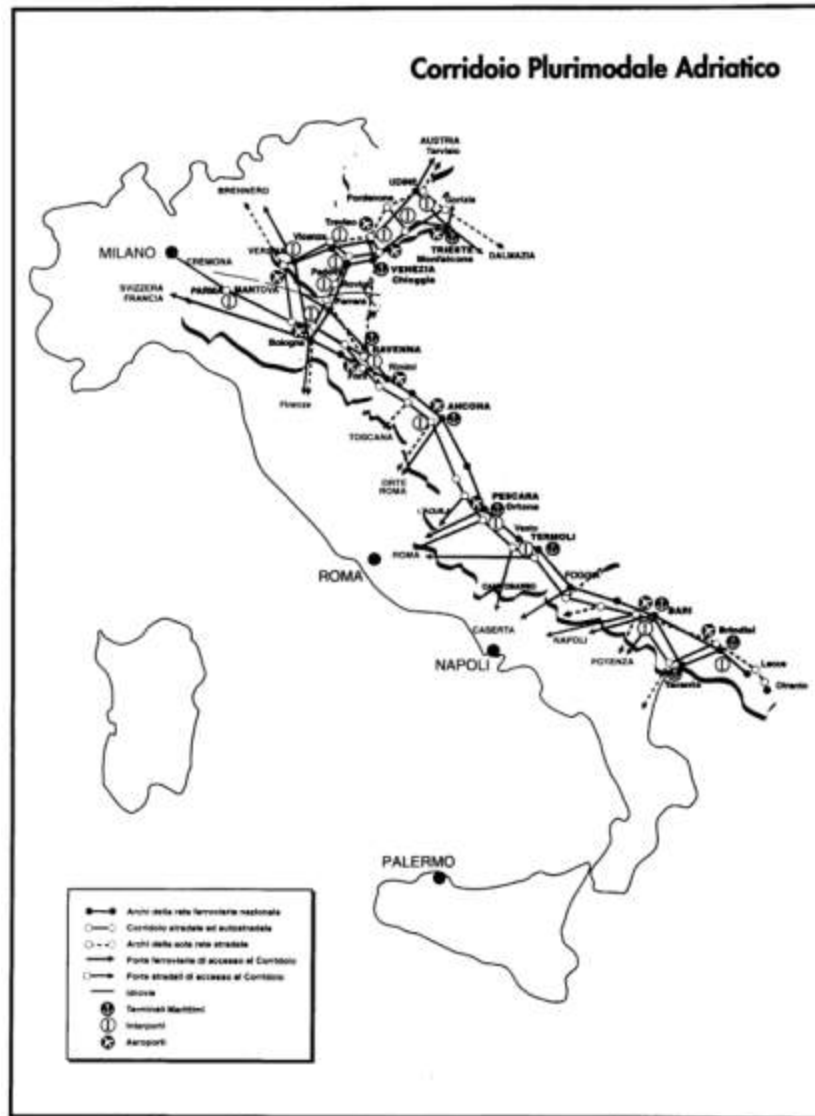 Corridoio Plurimodale Adriatico
AUSTRIA
Tarvisio
UDINE
BRENNERO
Pordenone
Gorizia
Treviso
Vicenza
MILANO
CREMONA
TRIESTE
Monfalcone
DALMAZIA
VENEZIA
Chioggia
SVIZZERA
FRANCIA
PARMA
MANTOVA
Ferrara
Bologna
RAVENNA
Rimini
Firenze
ANCONA
TOSCANA
ORTE
ROMA
PESCARA
Ortona
L'AQUILA
Vasto
TERMOLI
ROMA
ROMA
CAMPOBASSO
FOGGIA
CASERTA
BARI
NAPOLI
NAPOLI
POTENZA
Brindisi
Lecce
Taranto
Otranto
PALERMO
Archi della rete ferroviaria nazionale
Corridoio stradale ed autostradale
Archi della sola rete stradale
Porte ferroviarie di accesso al Corridoio
Porte stradali di accesso al Corridoio
Idrovie
Terminali Marittimi
Interporti
Aeroporti